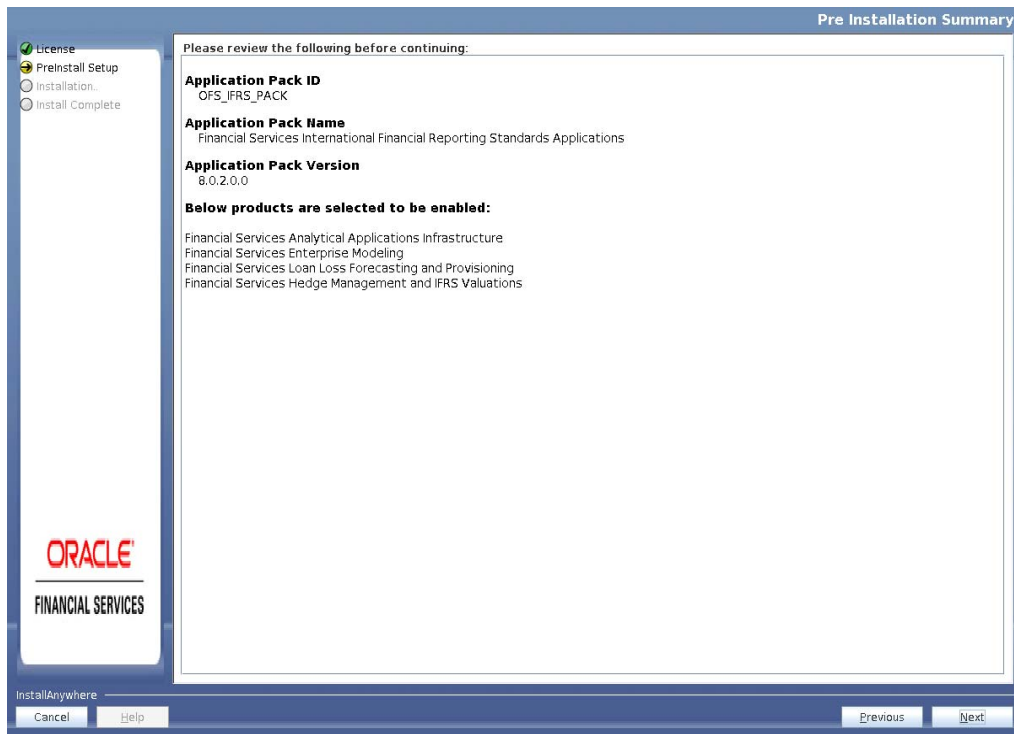 Pre Installation Summary
License
PreInstall Setup
Installation..
Install Complete
Please review the following before continuing:
Application Pack ID
OFS_IFRS_PACK
Application Pack Name
Financial Services International Financial Reporting Standards Applications
Application Pack Version
8.0.2.0.0
Below products are selected to be enabled:
Financial Services Analytical Applications Infrastructure
Financial Services Enterprise Modeling
Financial Services Loan Loss Forecasting and Provisioning
Financial Services Hedge Management and IFRS Valuations
ORACLE
FINANCIAL SERVICES
InstallAnywhere
Cancel Help Previous Next